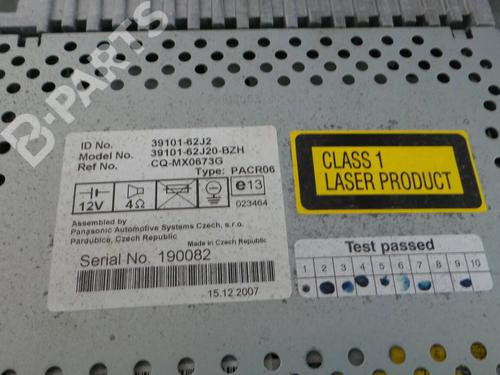 B-PARTS
ID No. 39101-62J2
Model No. 39101-62J20-BZH
Ref No. CQ-MX0673G
Type: PACR06
12V 4Ω e13
023464
Assembled by
Panasonic Automotive Systems Czech, s.r.o.
Pardubice, Czech Republic
Made in Czech Republic
Serial No. 190082
15.12.2007
CLASS 1
LASER PRODUCT
Test passed
1 2 3 4 5 6 7 8 9 10